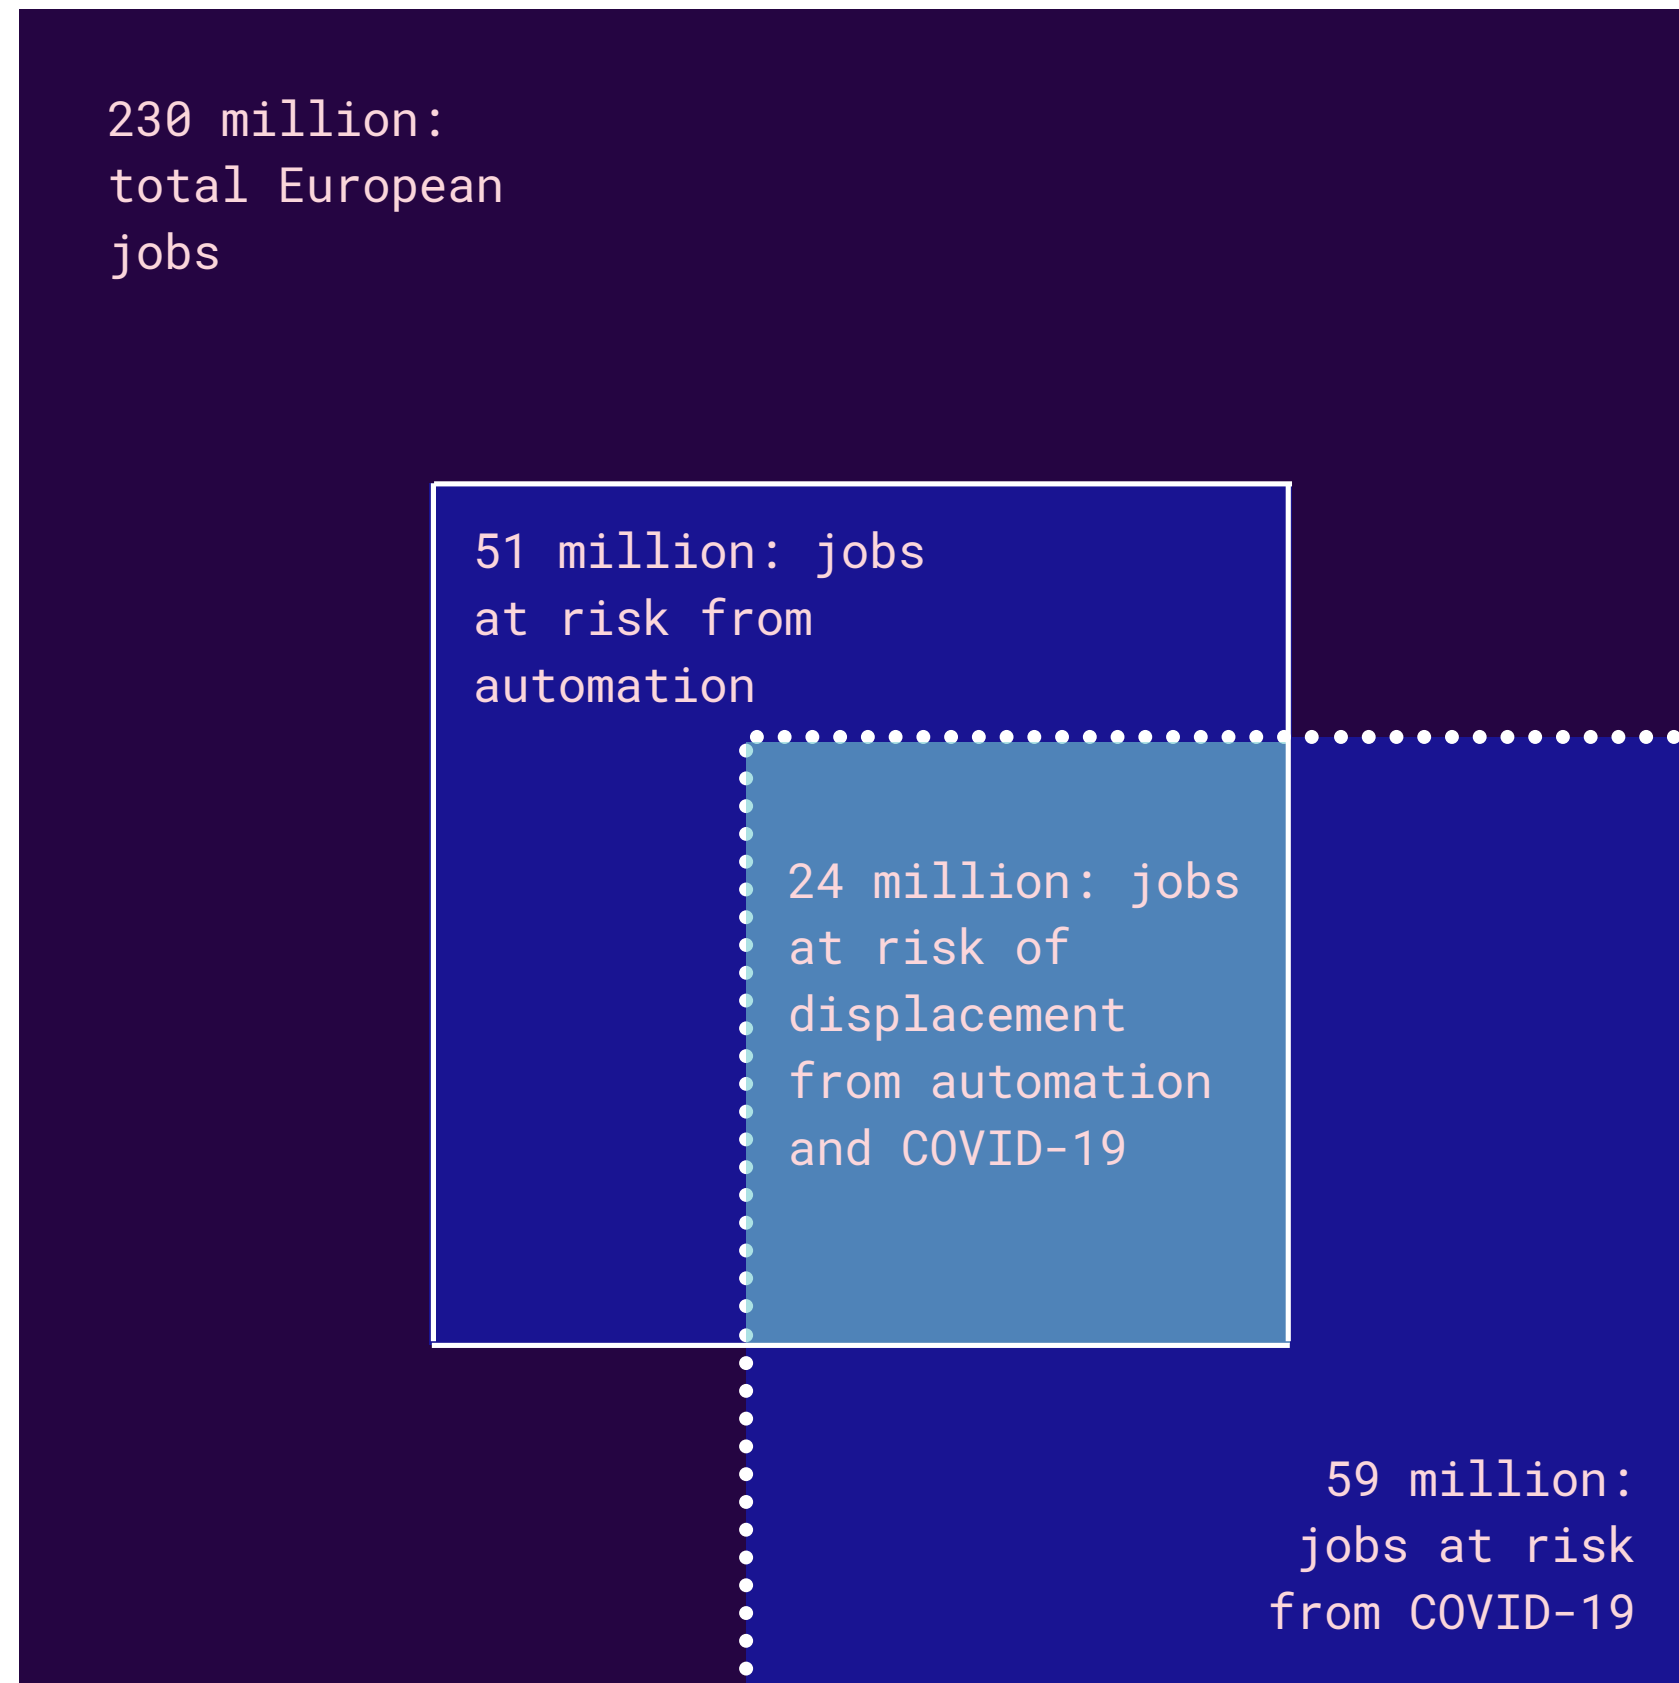 230 million:
total European
jobs
51 million: jobs
at risk from
automation
24 million: jobs
at risk of
displacement
from automation
and COVID-19
59 million:
jobs at risk
from COVID-19